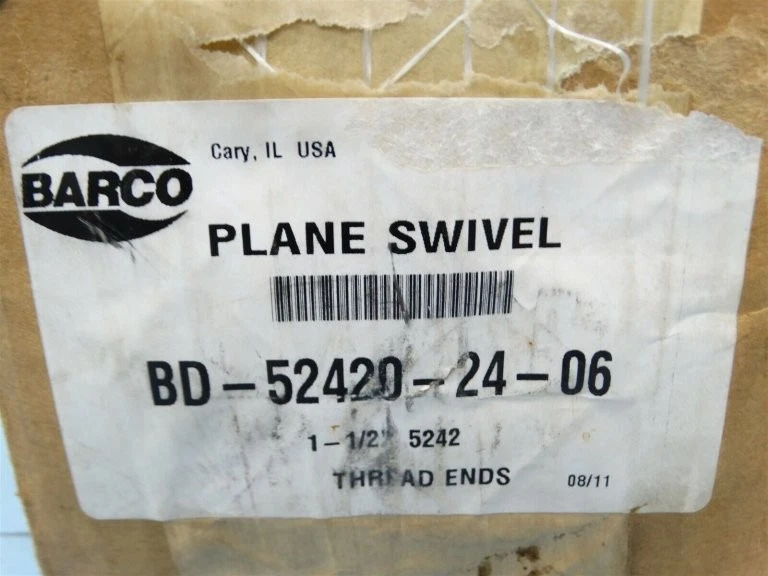 Cary, IL USA
BARCO
PLANE SWIVEL
BD-52420-24-06
1-1/2" 5242
THREAD ENDS 08/11